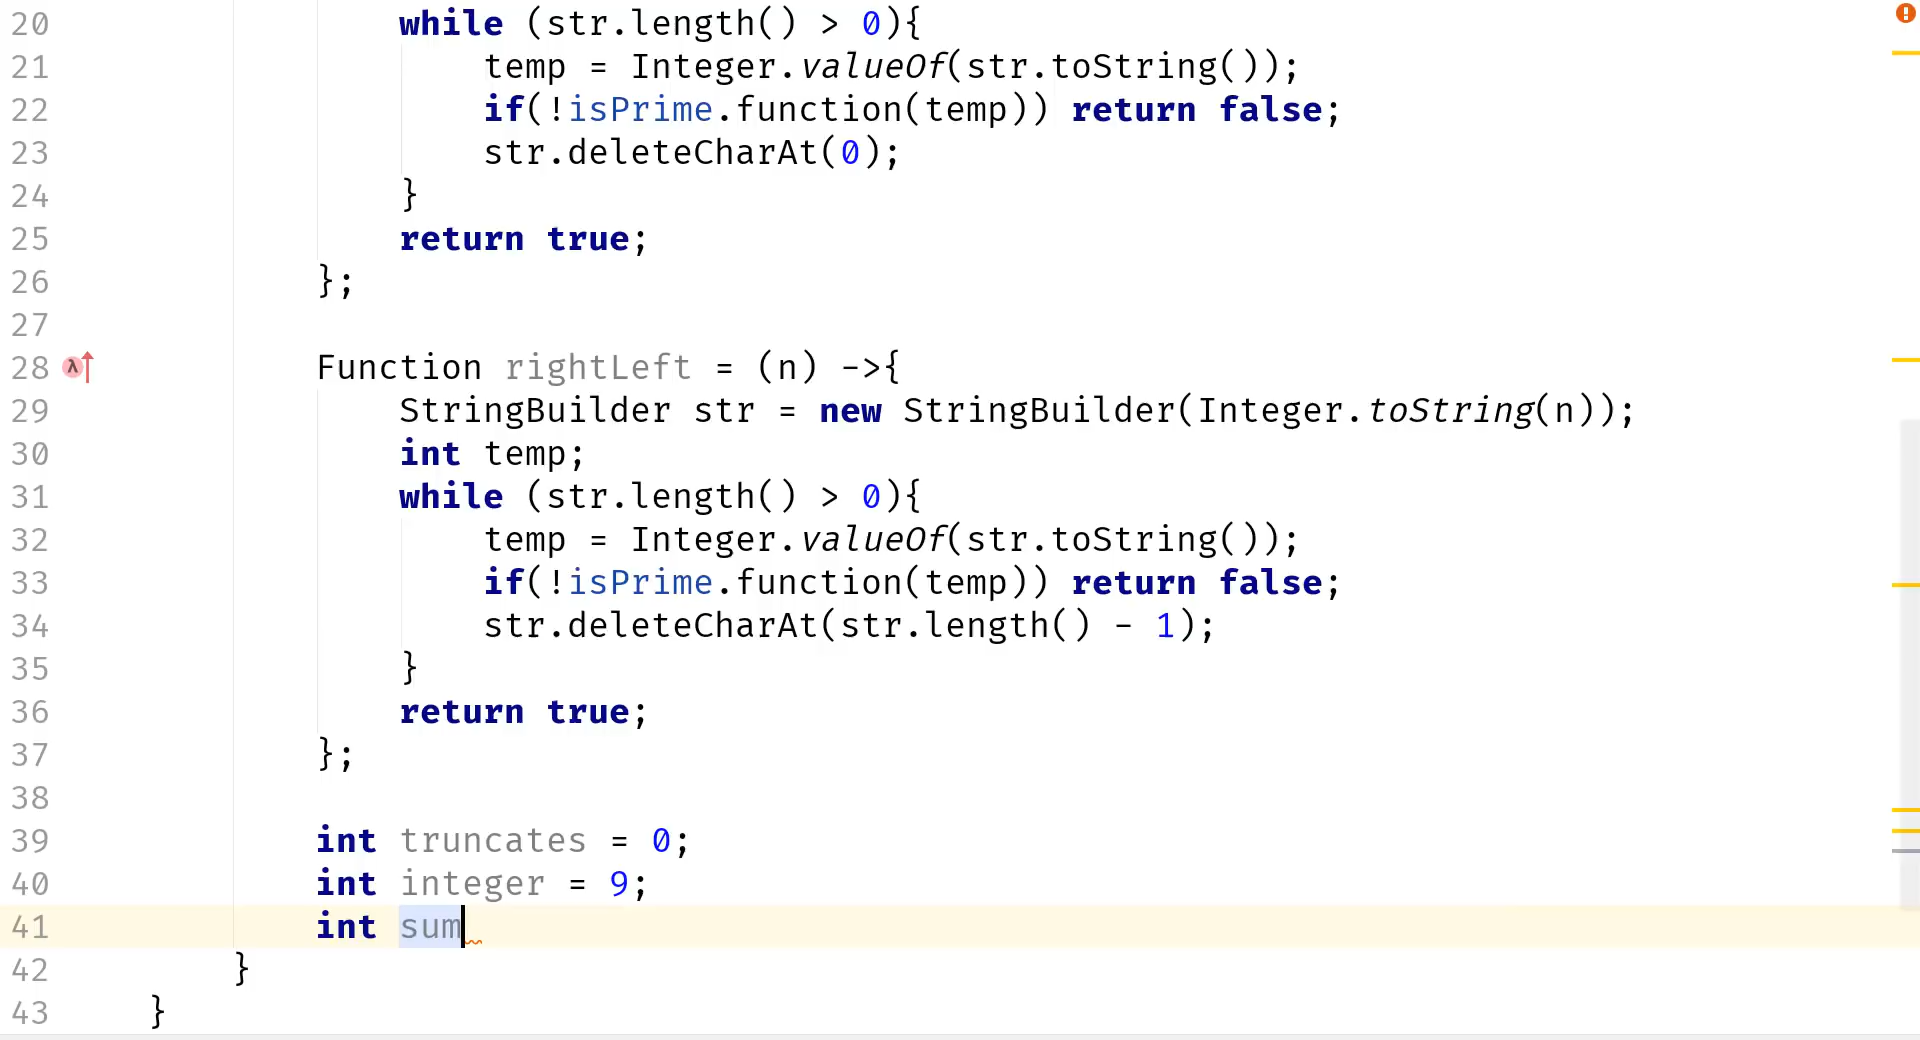 20 while (str.length() > 0){
21 temp = Integer.valueOf(str.toString());
22 if(!isPrime.function(temp)) return false;
23 str.deleteCharAt(0);
24 }
25 return true;
26 };
27
28 λ Function rightLeft = (n) ->{
29 StringBuilder str = new StringBuilder(Integer.toString(n));
30 int temp;
31 while (str.length() > 0){
32 temp = Integer.valueOf(str.toString());
33 if(!isPrime.function(temp)) return false;
34 str.deleteCharAt(str.length() - 1);
35 }
36 return true;
37 };
38
39 int truncates = 0;
40 int integer = 9;
41 int sum
42 }
43 }